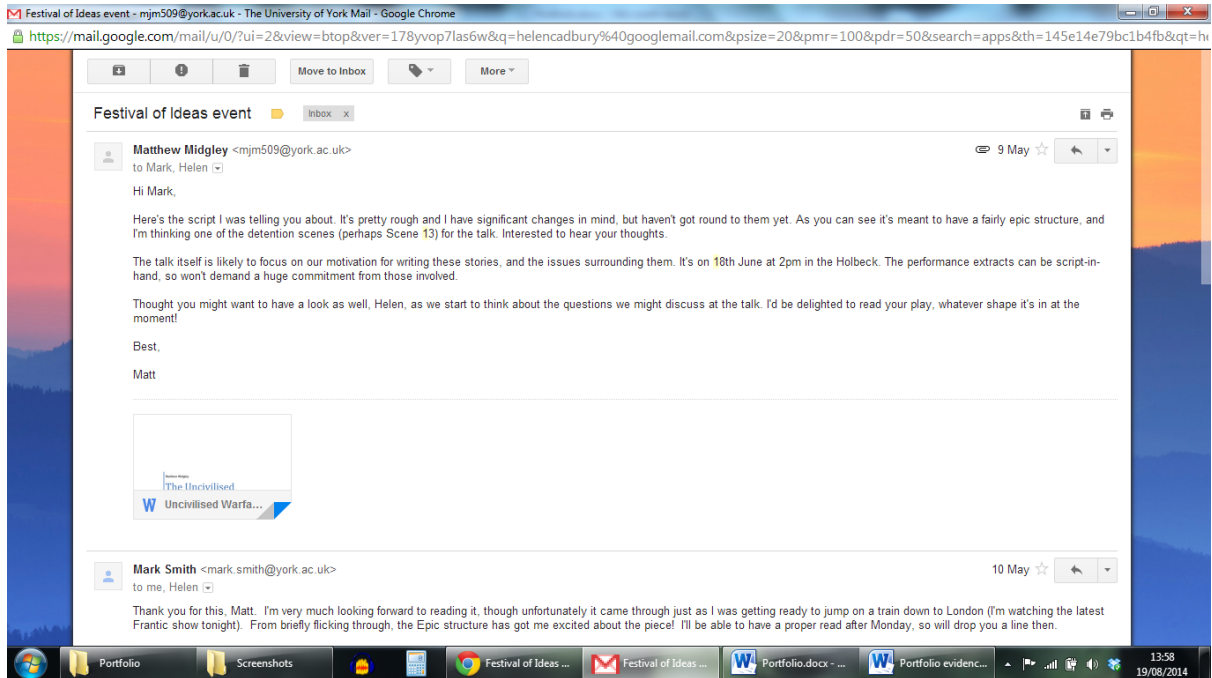 Festival of Ideas event - mjm509@york.ac.uk - The University of York Mail - Google Chrome
https://mail.google.com/mail/u/0/?ui=2&view=btop&ver=178yvop7las6w&q=helencadbury%40googlemail.com&psize=20&pmr=100&pdr=50&search=apps&th=145e14e79bc1b4fb&qt=h
Move to Inbox More
Festival of Ideas event Inbox x
Matthew Midgley <mjm509@york.ac.uk> 9 May
to Mark, Helen
Hi Mark,
Here's the script I was telling you about. It's pretty rough and I have significant changes in mind, but haven't got round to them yet. As you can see it's meant to have a fairly epic structure, and
I'm thinking one of the detention scenes (perhaps Scene 13) for the talk. Interested to hear your thoughts.
The talk itself is likely to focus on our motivation for writing these stories, and the issues surrounding them. It's on 18th June at 2pm in the Holbeck. The performance extracts can be script-in-
hand, so won't demand a huge commitment from those involved.
Thought you might want to have a look as well, Helen, as we start to think about the questions we might discuss at the talk. I'd be delighted to read your play, whatever shape it's in at the
moment!
Best,
Matt
Matthew Midgley
The Uncivilised
W Uncivilised Warfa...
Mark Smith <mark.smith@york.ac.uk> 10 May
to me, Helen
Thank you for this, Matt. I'm very much looking forward to reading it, though unfortunately it came through just as I was getting ready to jump on a train down to London (I'm watching the latest
Frantic show tonight). From briefly flicking through, the Epic structure has got me excited about the piece! I'll be able to have a proper read after Monday, so will drop you a line then.
Portfolio Screenshots Festival of Ideas ... Festival of Ideas ... Portfolio.docx - ... Portfolio evidenc... 13:58
19/08/2014